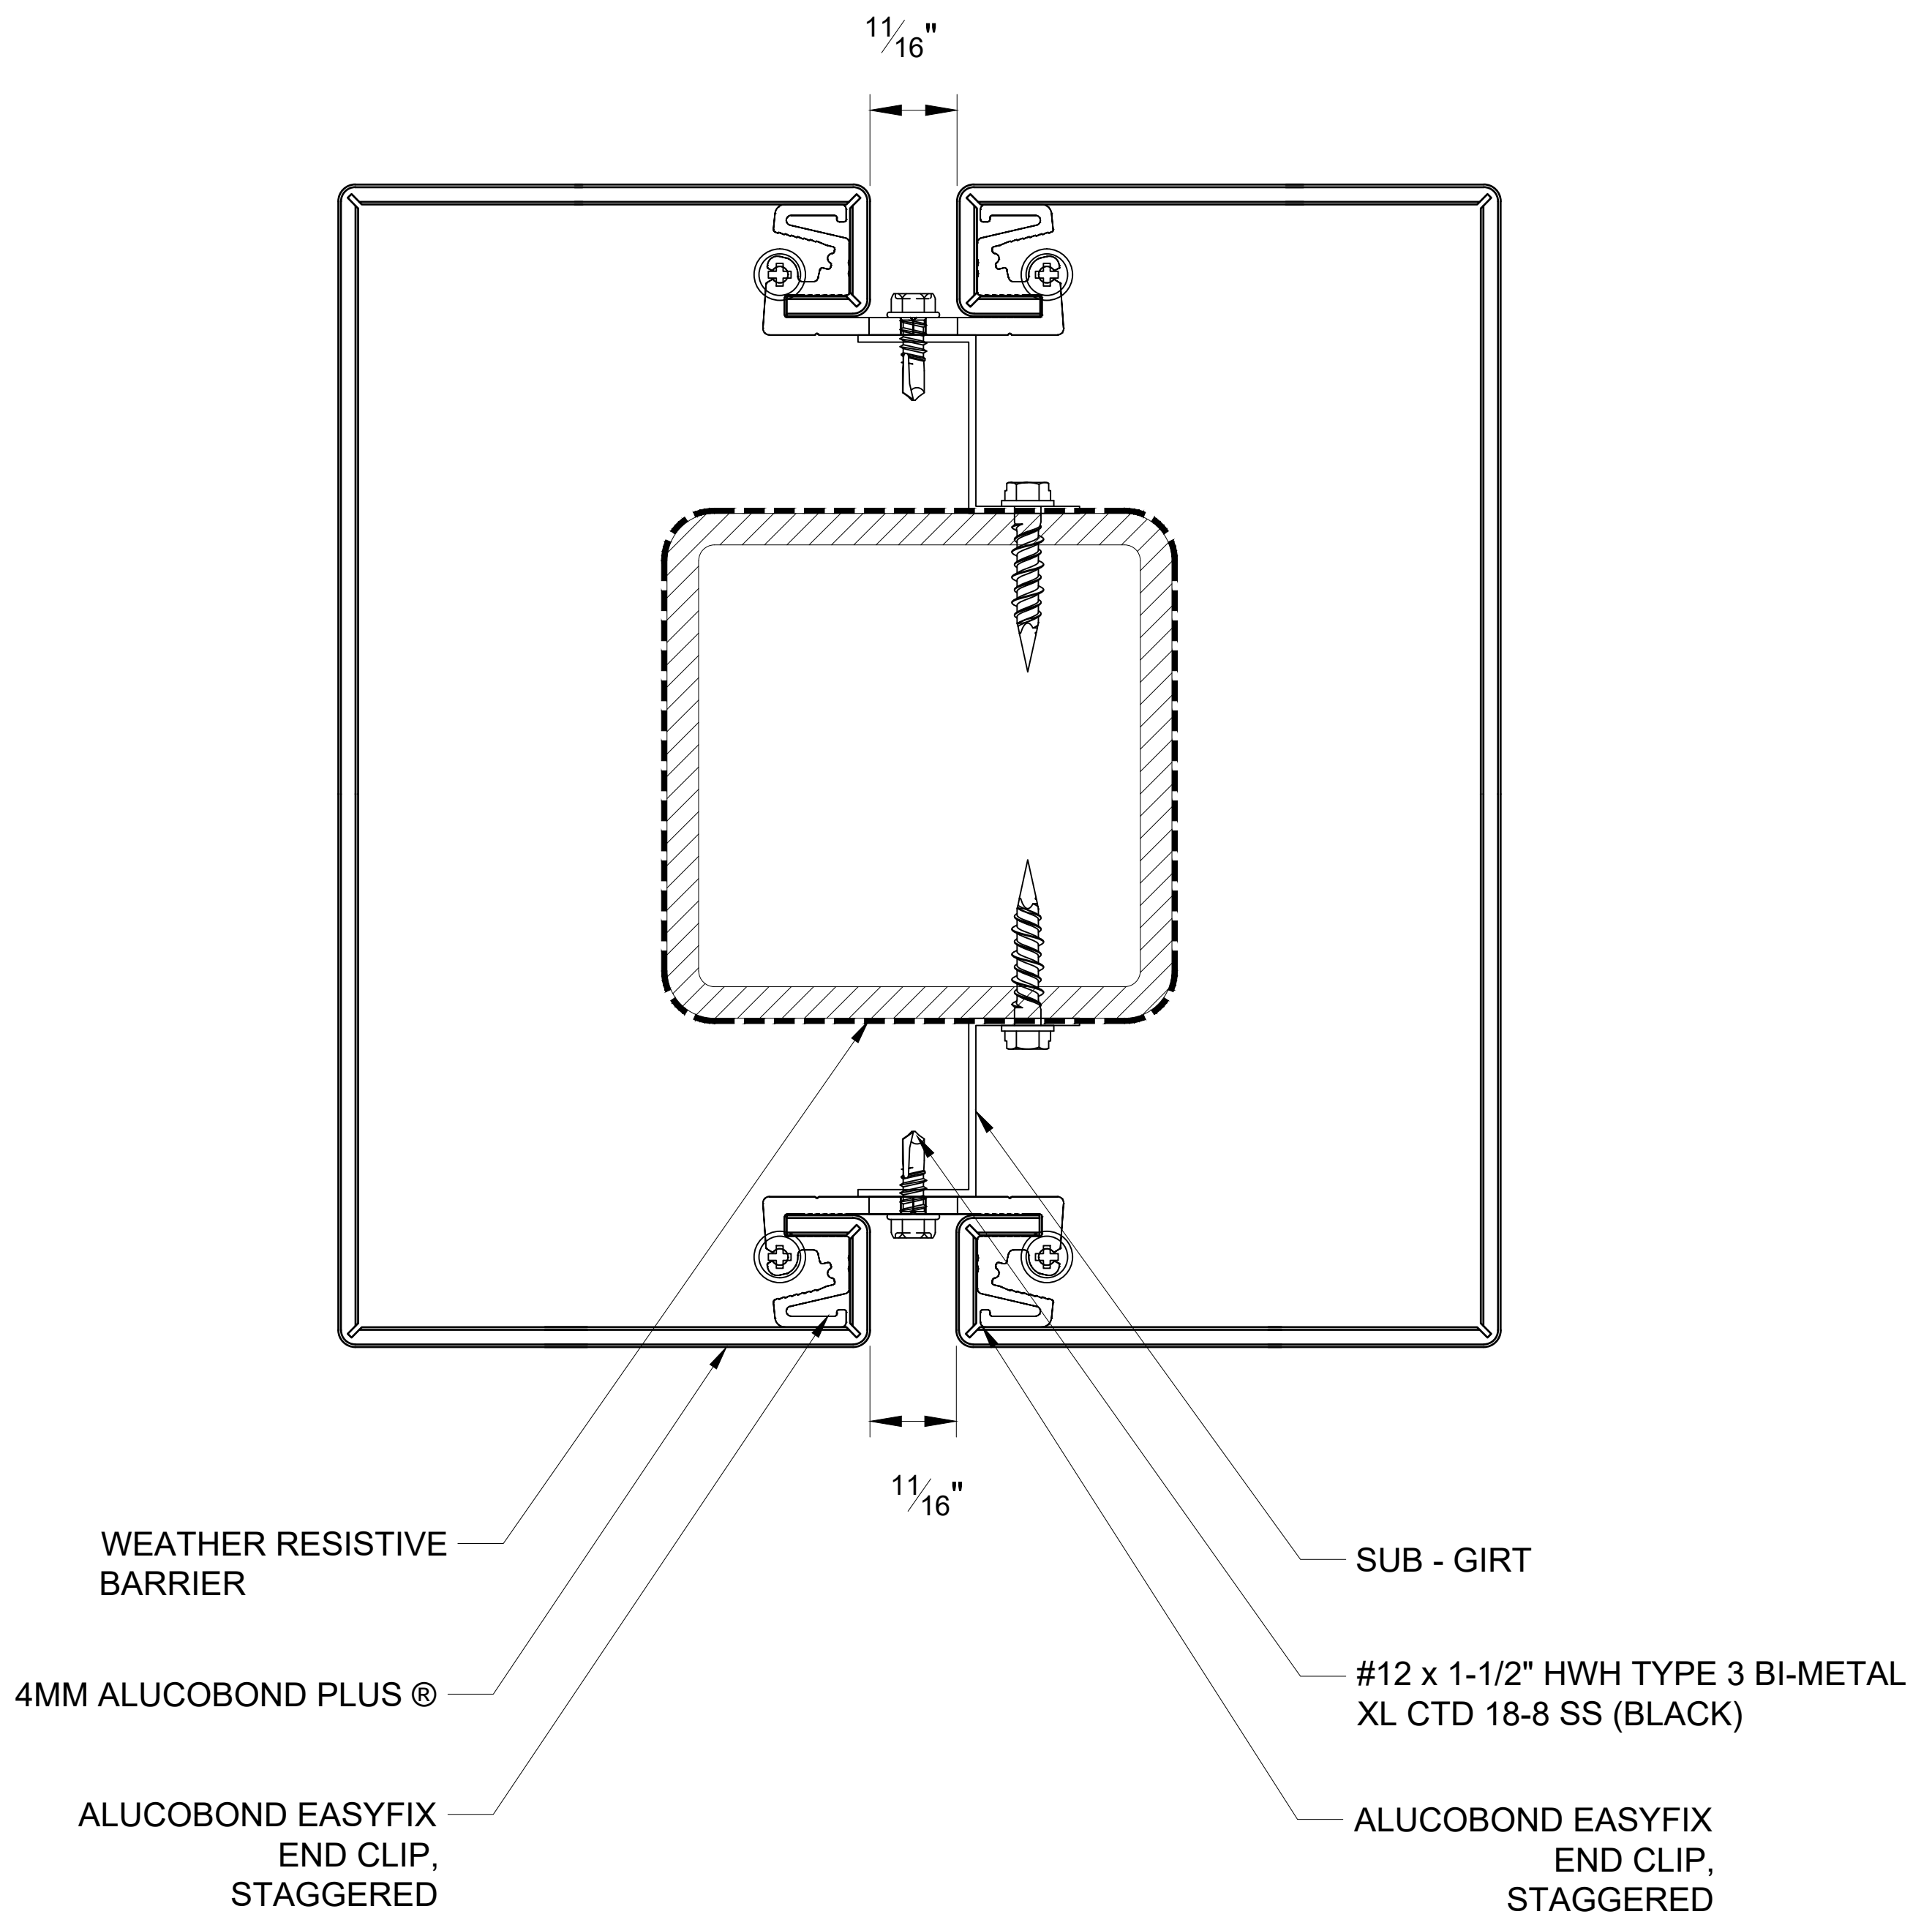 11/16"
11/16"
WEATHER RESISTIVE
BARRIER
4MM ALUCOBOND PLUS ®
ALUCOBOND EASYFIX
END CLIP,
STAGGERED
SUB - GIRT
#12 x 1-1/2" HWH TYPE 3 BI-METAL
XL CTD 18-8 SS (BLACK)
ALUCOBOND EASYFIX
END CLIP,
STAGGERED